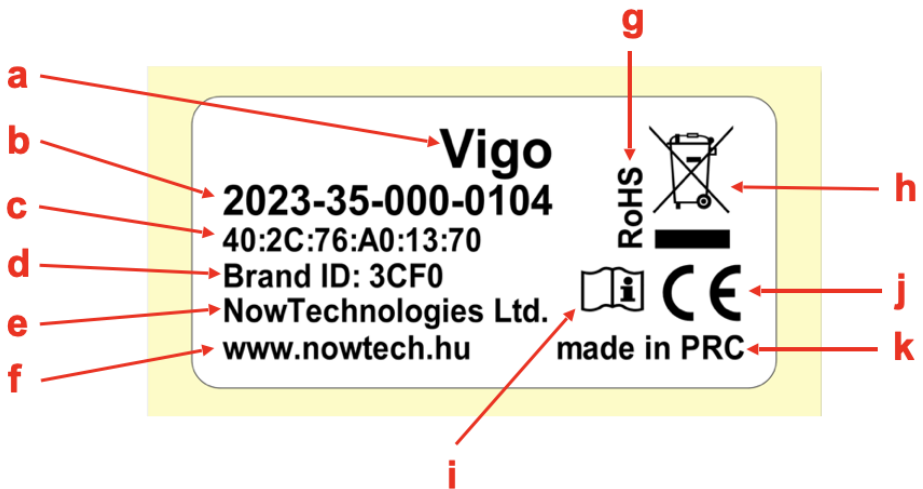 g
a
Vigo
b
2023-35-000-0104
RoHS
h
c
40:2C:76:A0:13:70
d
Brand ID: 3CF0
e
NowTechnologies Ltd.
CE
j
f
www.nowtech.hu
made in PRC
k
i